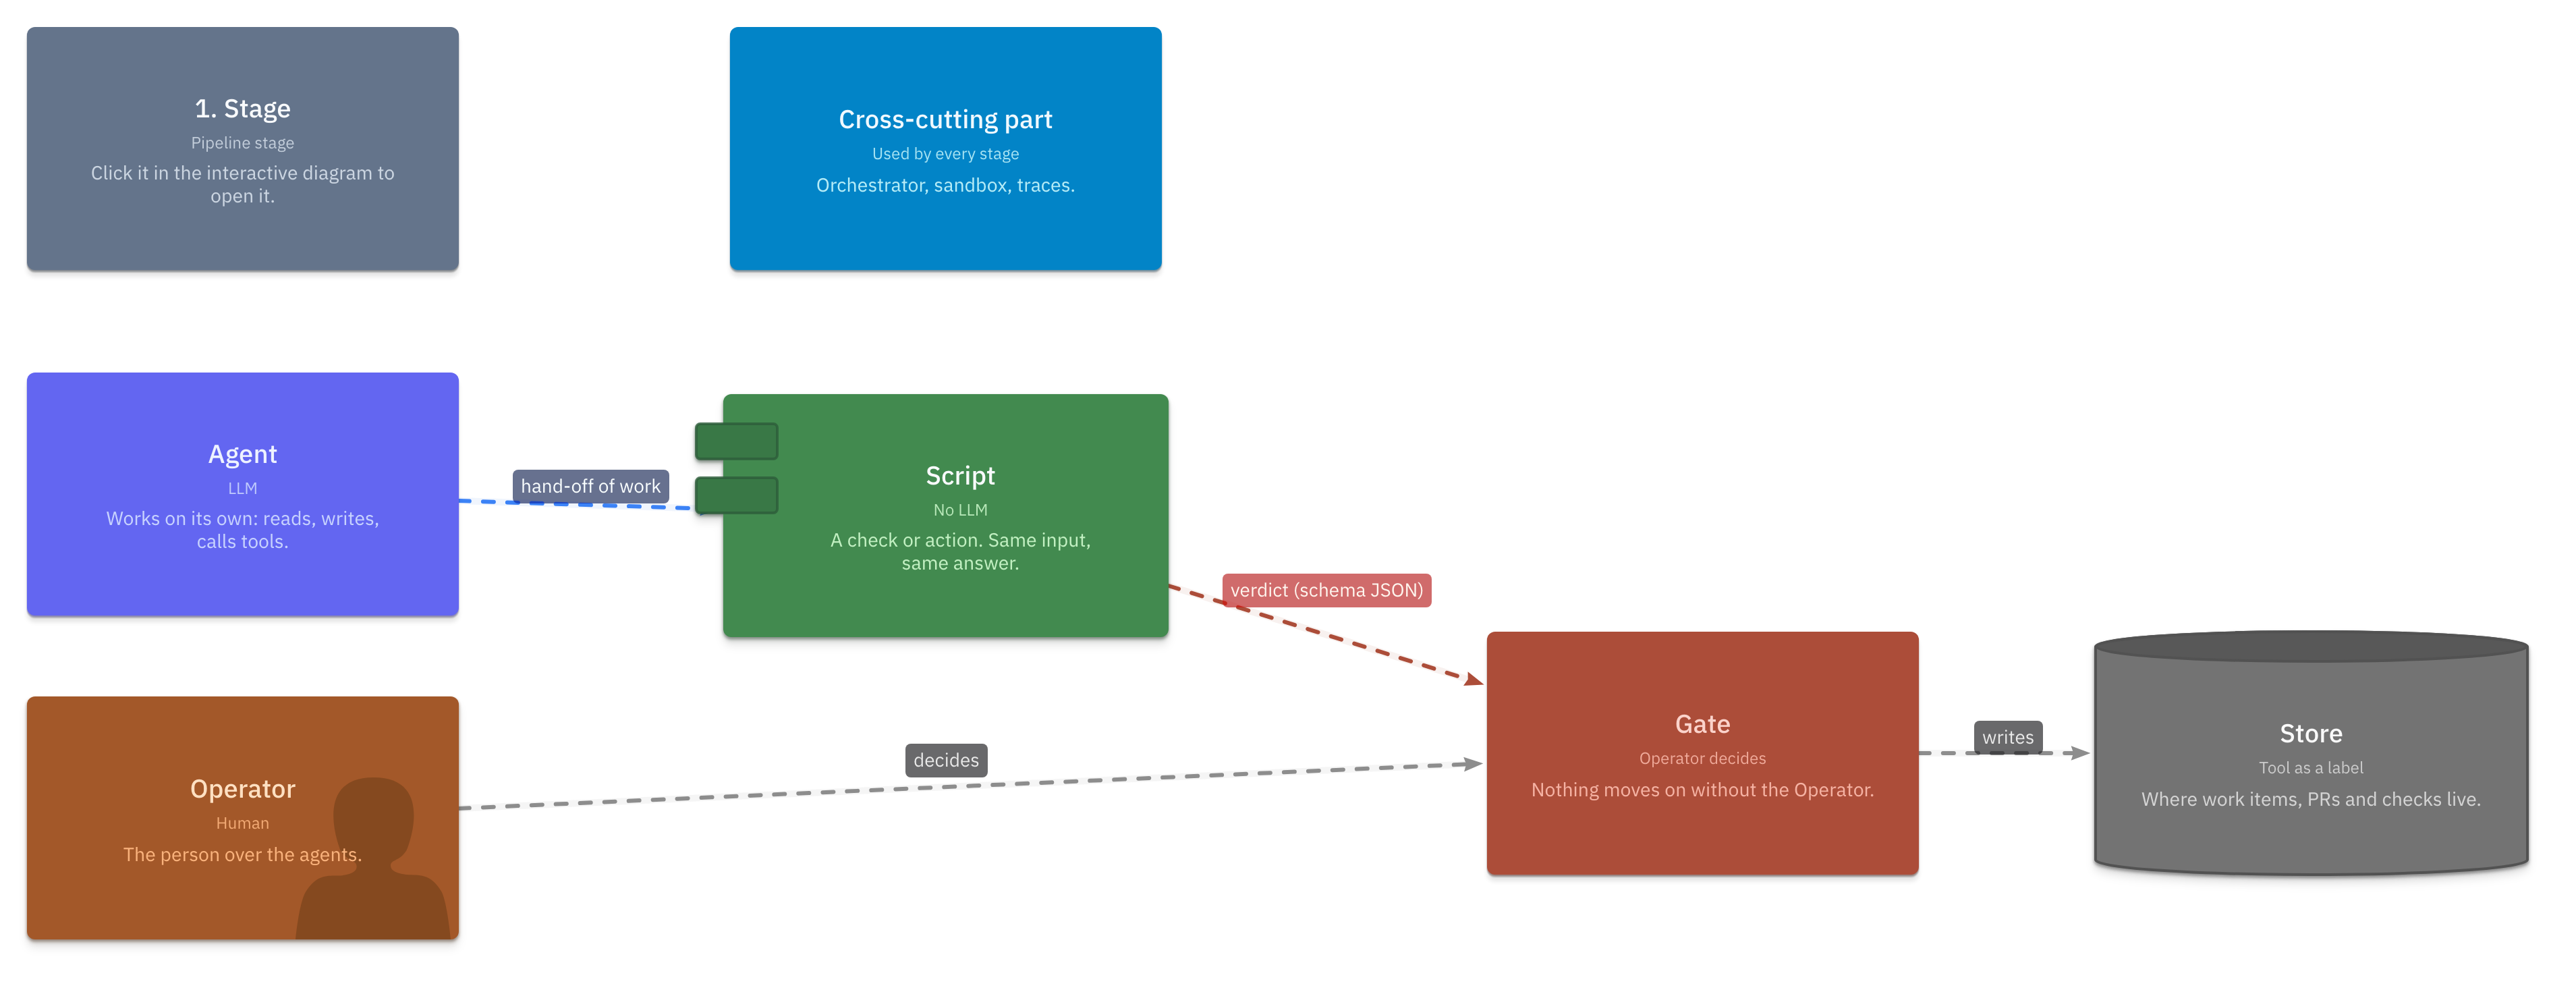 1. Stage
Pipeline stage
Click it in the interactive diagram to
open it.
Cross-cutting part
Used by every stage
Orchestrator, sandbox, traces.
Agent
LLM
Works on its own: reads, writes,
calls tools.
hand-off of work
Script
No LLM
A check or action. Same input,
same answer.
verdict (schema JSON)
Operator
Human
The person over the agents.
decides
Gate
Operator decides
Nothing moves on without the Operator.
writes
Store
Tool as a label
Where work items, PRs and checks live.